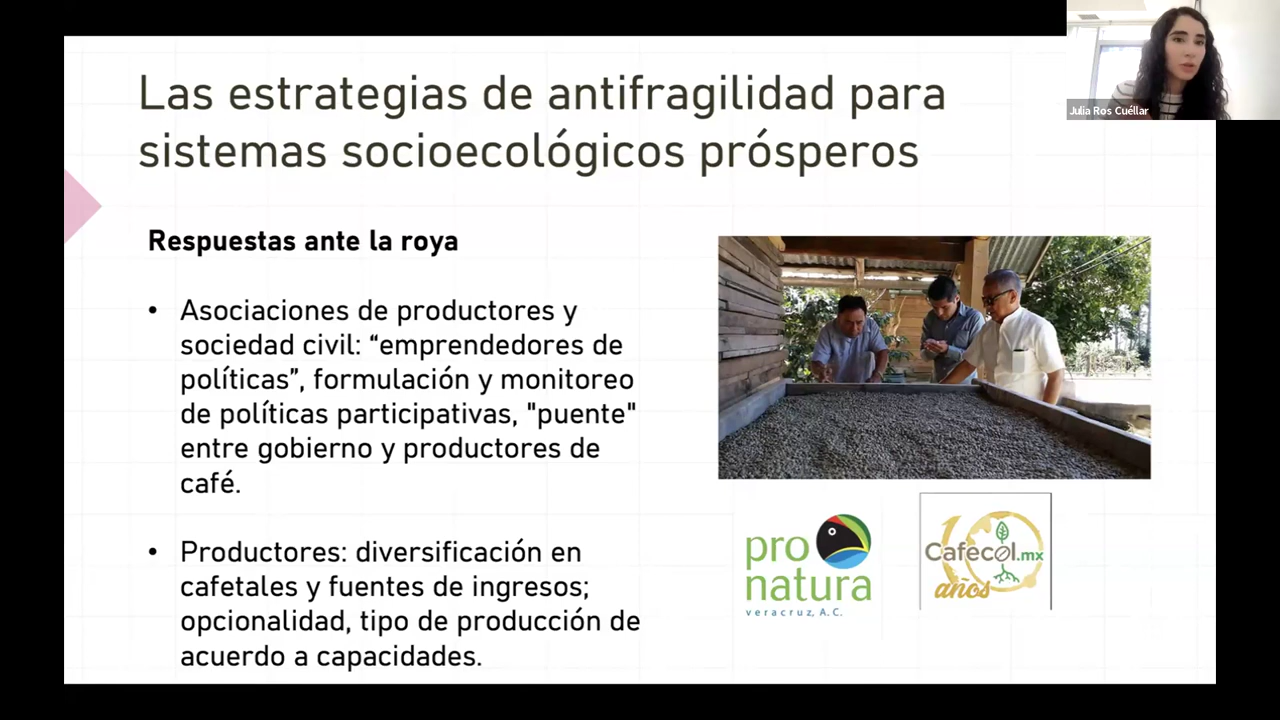 Las estrategias de antifragilidad para
sistemas socioecológicos prósperos
Julia Ros Cuéllar
Respuestas ante la roya
• Asociaciones de productores y
sociedad civil: “emprendedores de
políticas”, formulación y monitoreo
de políticas participativas, "puente"
entre gobierno y productores de
café.
• Productores: diversificación en
cafetales y fuentes de ingresos;
opcionalidad, tipo de producción de
acuerdo a capacidades.
pro
natura
veracruz, A.C.
10
Cafecol.mx
años